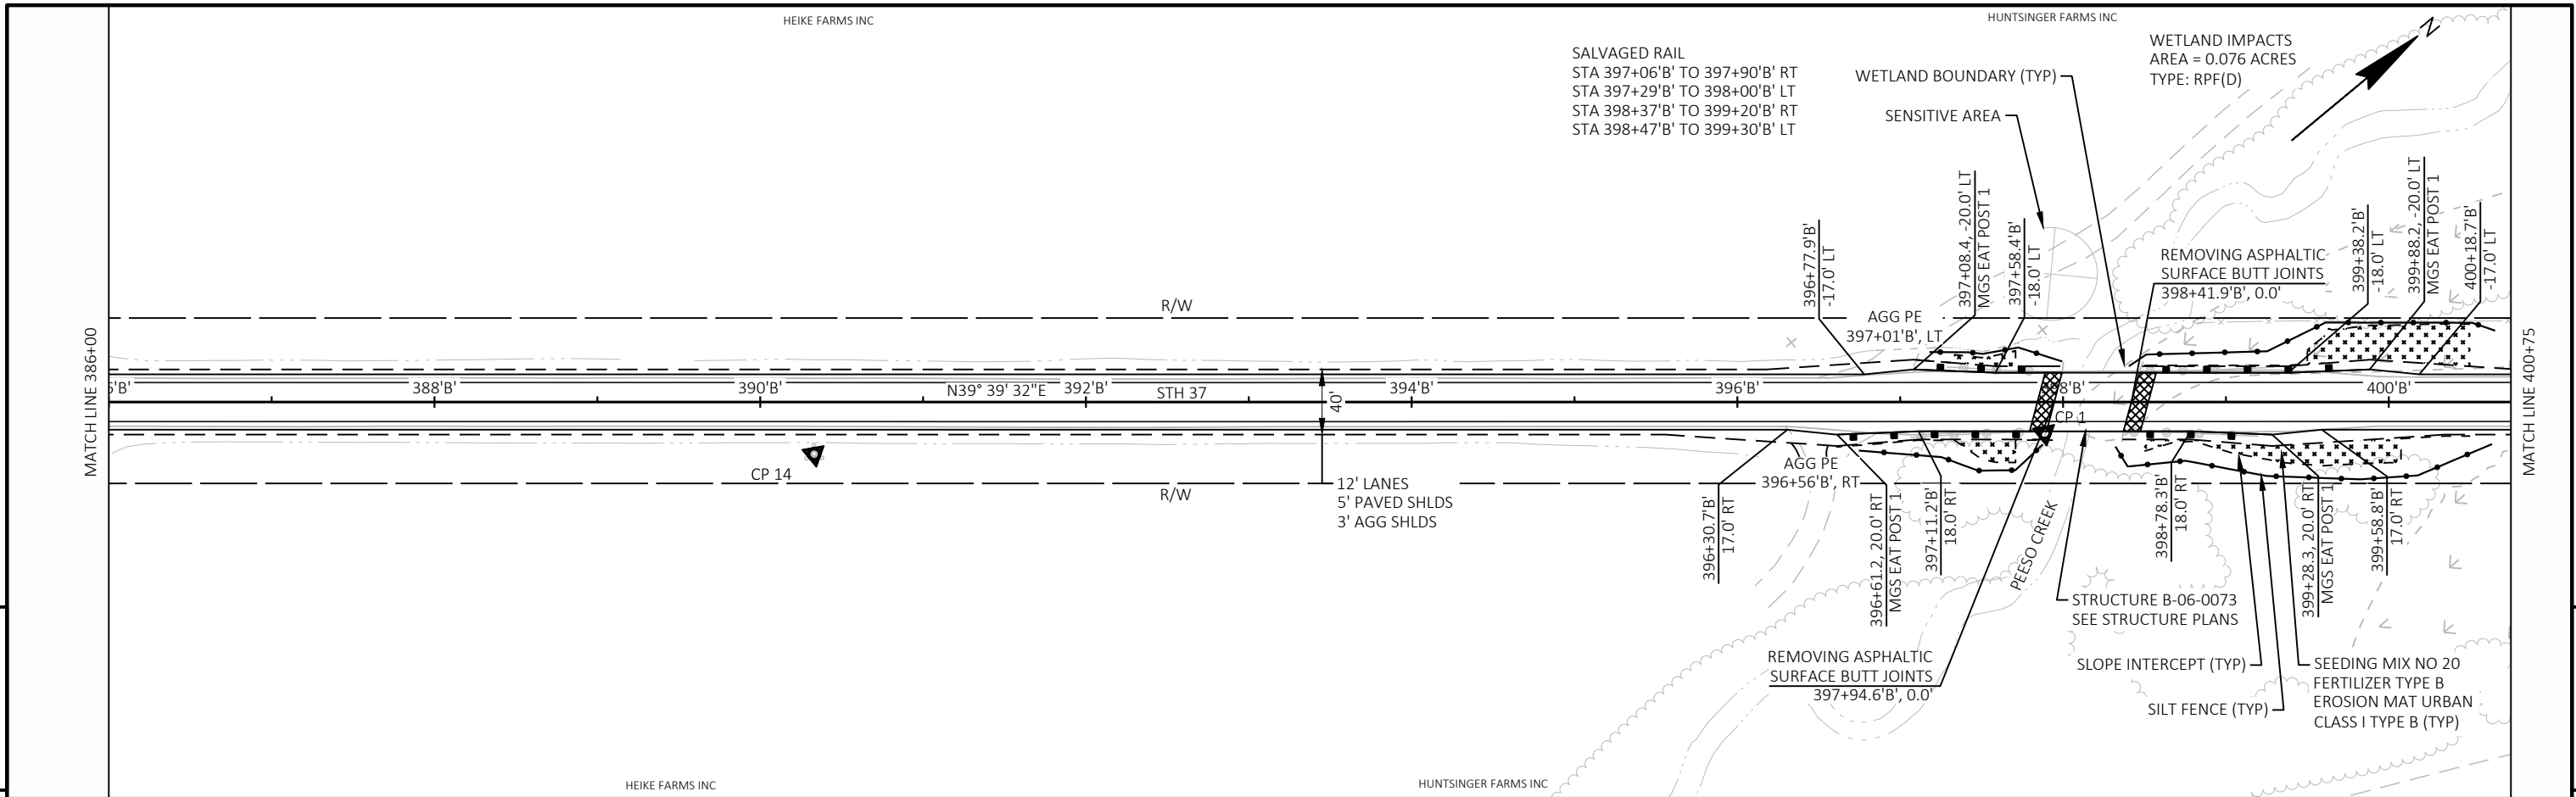 HEIKE FARMS INC
HUNTSINGER FARMS INC
SALVAGED RAIL
STA 397+06'B' TO 397+90'B' RT
STA 397+29'B' TO 398+00'B' LT
STA 398+37'B' TO 399+20'B' RT
STA 398+47'B' TO 399+30'B' LT
WETLAND BOUNDARY (TYP)
SENSITIVE AREA
WETLAND IMPACTS
AREA = 0.076 ACRES
TYPE: RPF(D)
N
396+77.9'B'
-17.0' LT
AGG PE
397+01'B', LT
397+08.4, -20.0' LT
MGS EAT POST 1
397+58.4'B'
-18.0' LT
REMOVING ASPHALTIC
SURFACE BUTT JOINTS
398+41.9'B', 0.0'
399+38.2'B'
-18.0' LT
399+88.2, -20.0' LT
MGS EAT POST 1
400+18.7'B'
-17.0' LT
R/W
MATCH LINE 386+00
6'B'
388'B'
390'B'
N39° 39' 32"E
392'B'
STH 37
40'
394'B'
396'B'
398'B'
400'B'
MATCH LINE 400+75
CP 1
CP 14
R/W
12' LANES
5' PAVED SHLDS
3' AGG SHLDS
396+30.7'B'
17.0' RT
AGG PE
396+56'B', RT
396+61.2, 20.0' RT
MGS EAT POST 1
397+11.2'B'
18.0' RT
PEESO CREEK
398+78.3'B'
18.0' RT
399+28.3, 20.0' RT
MGS EAT POST 1
399+58.8'B'
17.0' RT
STRUCTURE B-06-0073
SEE STRUCTURE PLANS
REMOVING ASPHALTIC
SURFACE BUTT JOINTS
397+94.6'B', 0.0'
SLOPE INTERCEPT (TYP)
SILT FENCE (TYP)
SEEDING MIX NO 20
FERTILIZER TYPE B
EROSION MAT URBAN
CLASS I TYPE B (TYP)
HEIKE FARMS INC
HUNTSINGER FARMS INC